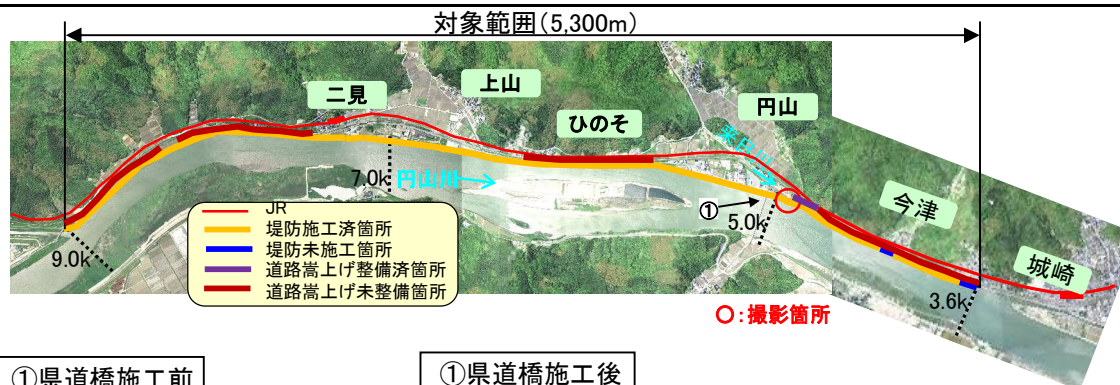 対象範囲(5,300m)
上山
二見
円山
ひのそ
来円山川
7.0k
円山川
①
今津
5.0k
JR
堤防施工済箇所
堤防未施工箇所
道路嵩上げ整備済箇所
道路嵩上げ未整備箇所
9.0k
城崎
3.6k
○:撮影箇所
①県道橋施工前
①県道橋施工後